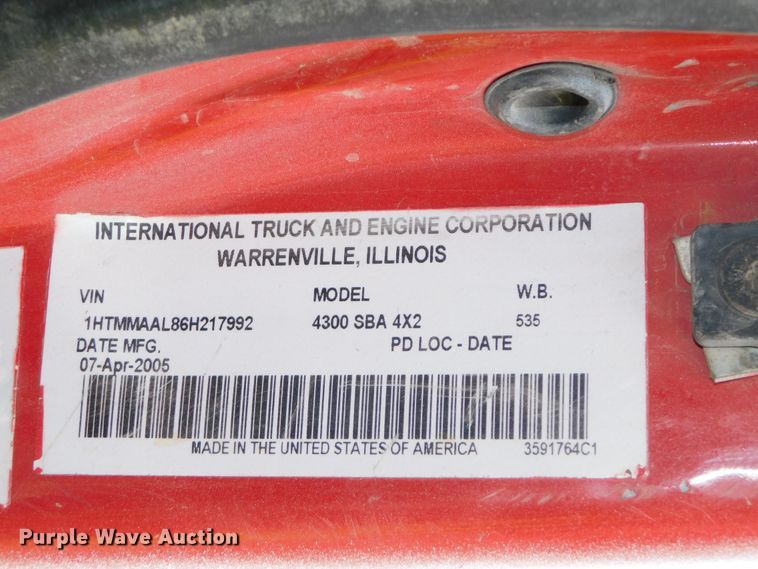 INTERNATIONAL TRUCK AND ENGINE CORPORATION
WARRENVILLE, ILLINOIS
VIN MODEL W.B.
1HTMMAAL86H217992 4300 SBA 4X2 535
DATE MFG. PD LOC - DATE
07-Apr-2005
MADE IN THE UNITED STATES OF AMERICA 3591764C1
Purple Wave Auction